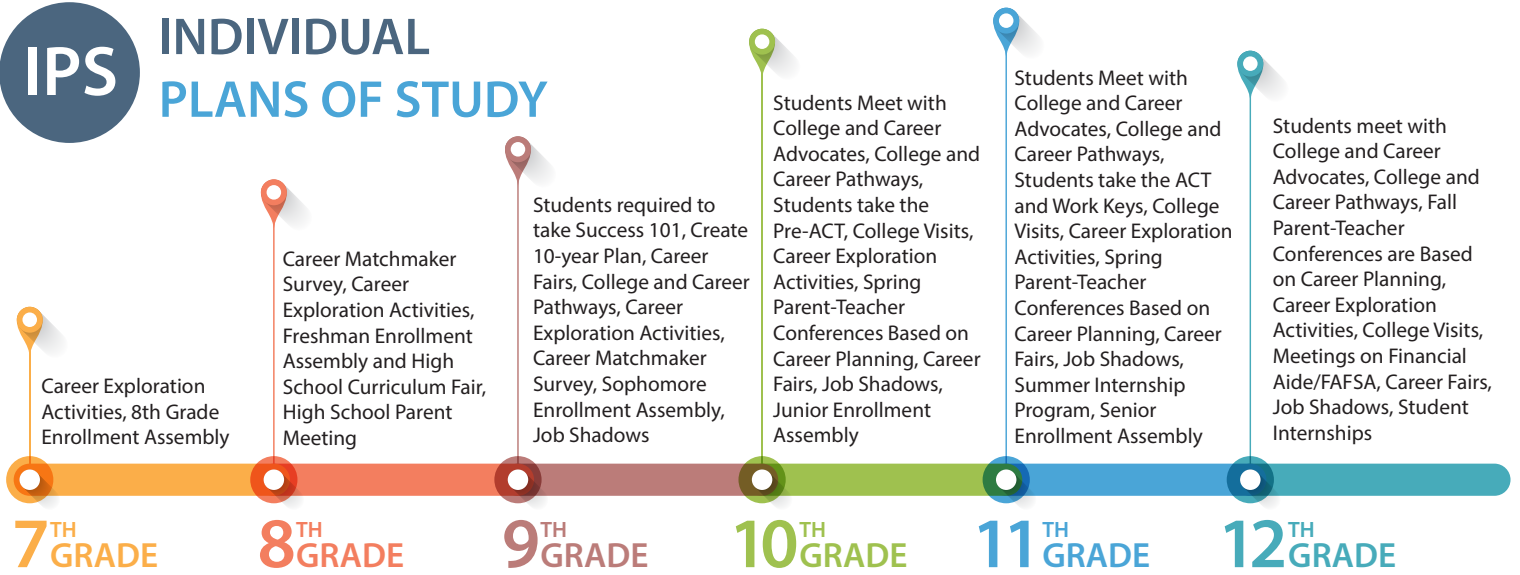 IPS
INDIVIDUAL
PLANS OF STUDY
Career Exploration
Activities, 8th Grade
Enrollment Assembly
7TH
GRADE
Career Matchmaker
Survey, Career
Exploration Activities,
Freshman Enrollment
Assembly and High
School Curriculum Fair,
High School Parent
Meeting
8TH
GRADE
Students required to
take Success 101, Create
10-year Plan, Career
Fairs, College and Career
Pathways, Career
Exploration Activities,
Career Matchmaker
Survey, Sophomore
Enrollment Assembly,
Job Shadows
9TH
GRADE
Students Meet with
College and Career
Advocates, College and
Career Pathways,
Students take the
Pre-ACT, College Visits,
Career Exploration
Activities, Spring
Parent-Teacher
Conferences Based on
Career Planning, Career
Fairs, Job Shadows,
Junior Enrollment
Assembly
10TH
GRADE
Students Meet with
College and Career
Advocates, College and
Career Pathways,
Students take the ACT
and Work Keys, College
Visits, Career Exploration
Activities, Spring
Parent-Teacher
Conferences Based on
Career Planning, Career
Fairs, Job Shadows,
Summer Internship
Program, Senior
Enrollment Assembly
11TH
GRADE
Students meet with
College and Career
Advocates, College and
Career Pathways, Fall
Parent-Teacher
Conferences are Based
on Career Planning,
Career Exploration
Activities, College Visits,
Meetings on Financial
Aide/FAFSA, Career Fairs,
Job Shadows, Student
Internships
12TH
GRADE